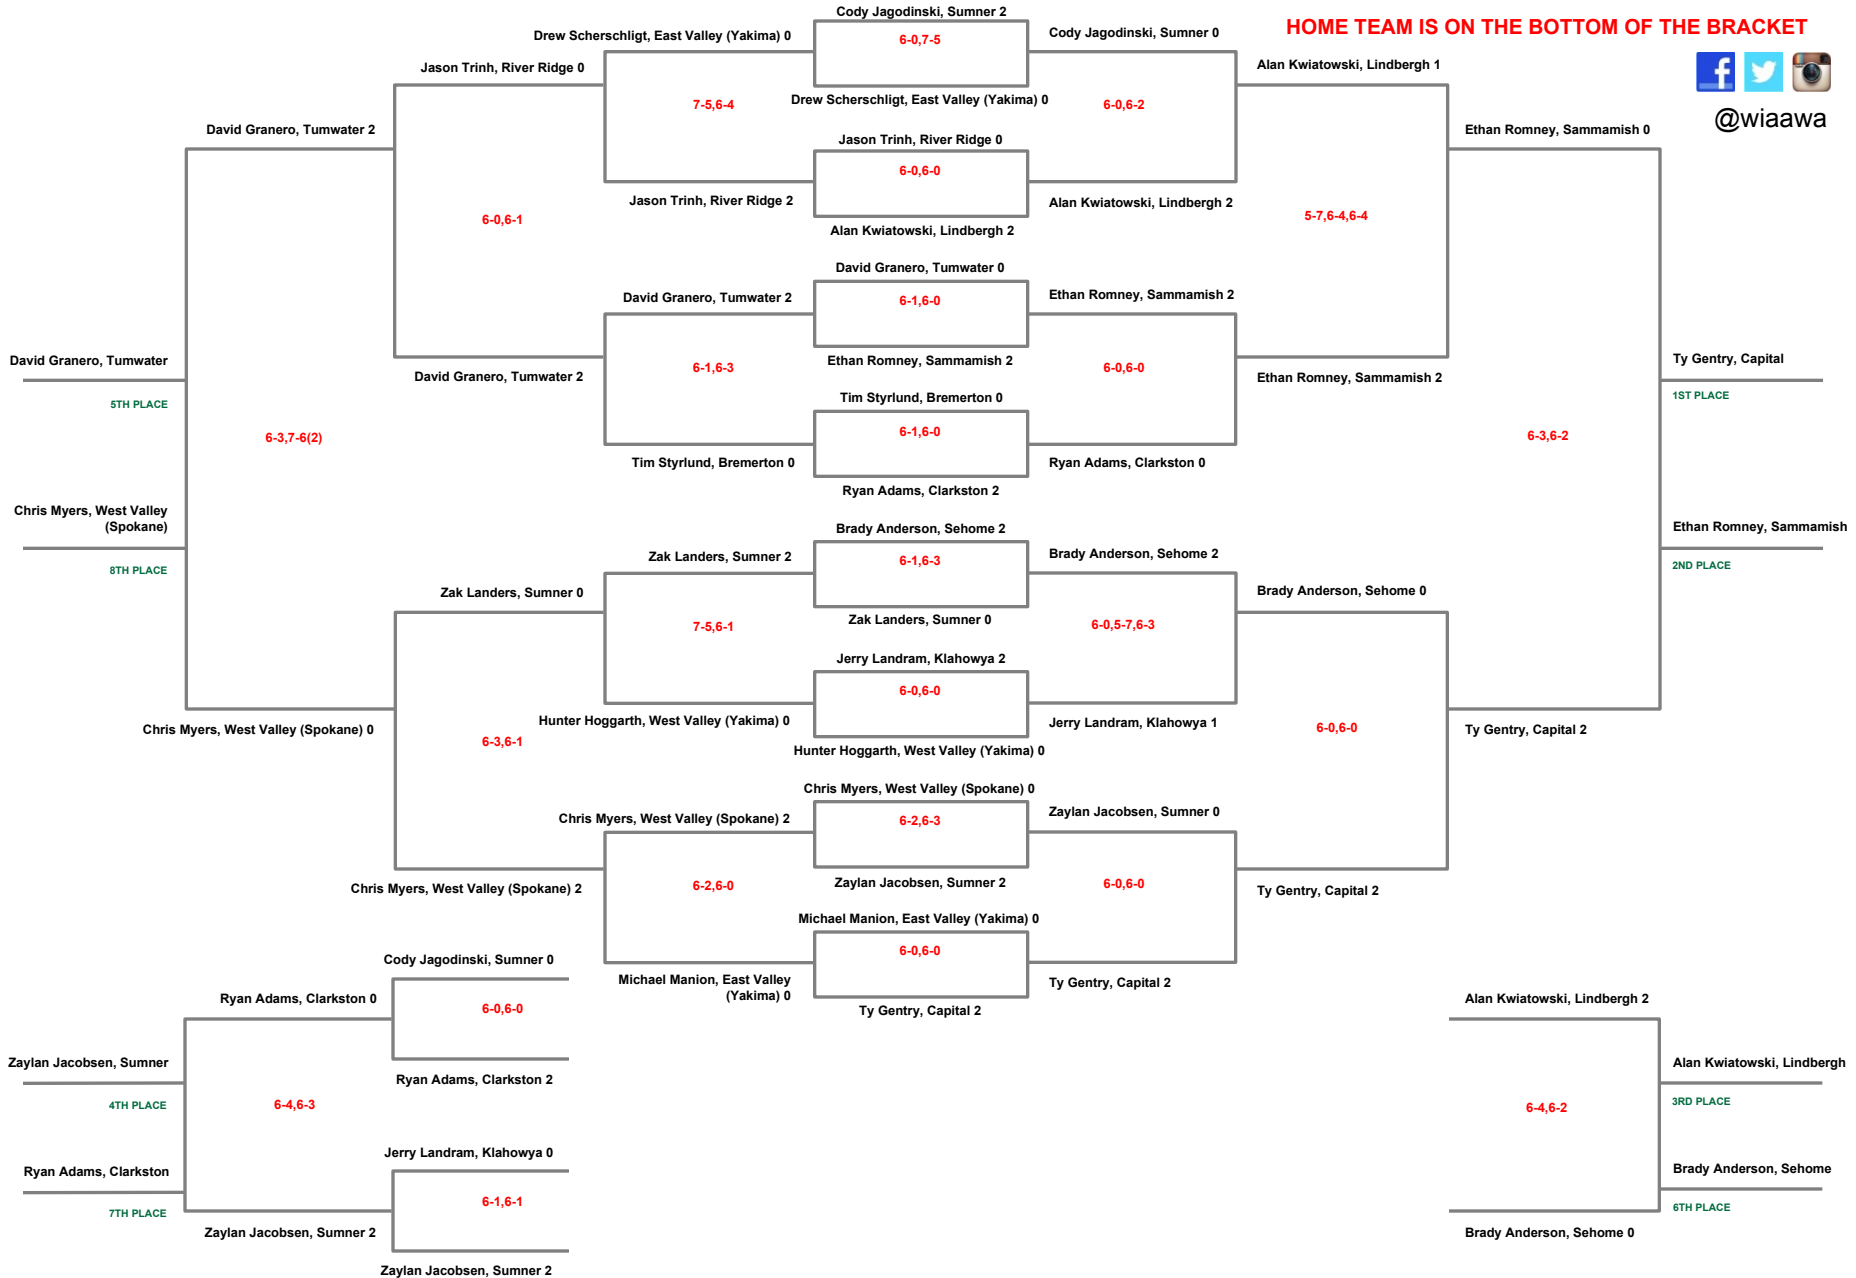 HOME TEAM IS ON THE BOTTOM OF THE BRACKET
@wiaawa
Cody Jagodinski, Sumner 2
6-0,7-5
Drew Scherschligt, East Valley (Yakima) 0
Jason Trinh, River Ridge 0
6-0,6-0
Alan Kwiatowski, Lindbergh 2
David Granero, Tumwater 0
6-1,6-0
Ethan Romney, Sammamish 2
Tim Styrlund, Bremerton 0
6-1,6-0
Ryan Adams, Clarkston 2
Brady Anderson, Sehome 2
6-1,6-3
Zak Landers, Sumner 0
Jerry Landram, Klahowya 2
6-0,6-0
Hunter Hoggarth, West Valley (Yakima) 0
Chris Myers, West Valley (Spokane) 0
6-2,6-3
Zaylan Jacobsen, Sumner 2
Michael Manion, East Valley (Yakima) 0
6-0,6-0
Ty Gentry, Capital 2
Cody Jagodinski, Sumner 0
6-0,6-2
Alan Kwiatowski, Lindbergh 2
Ethan Romney, Sammamish 2
6-0,6-0
Ryan Adams, Clarkston 0
Brady Anderson, Sehome 2
6-0,5-7,6-3
Jerry Landram, Klahowya 1
Zaylan Jacobsen, Sumner 0
6-0,6-0
Ty Gentry, Capital 2
Alan Kwiatowski, Lindbergh 1
5-7,6-4,6-4
Ethan Romney, Sammamish 2
Brady Anderson, Sehome 0
6-0,6-0
Ty Gentry, Capital 2
Ethan Romney, Sammamish 0
6-3,6-2
Ty Gentry, Capital 2
Ty Gentry, Capital
1ST PLACE
Ethan Romney, Sammamish
2ND PLACE
Drew Scherschligt, East Valley (Yakima) 0
7-5,6-4
Jason Trinh, River Ridge 2
David Granero, Tumwater 2
6-1,6-3
Tim Styrlund, Bremerton 0
Zak Landers, Sumner 2
7-5,6-1
Hunter Hoggarth, West Valley (Yakima) 0
Chris Myers, West Valley (Spokane) 2
6-2,6-0
Michael Manion, East Valley
(Yakima) 0
Jason Trinh, River Ridge 0
6-0,6-1
David Granero, Tumwater 2
Zak Landers, Sumner 0
6-3,6-1
Chris Myers, West Valley (Spokane) 2
David Granero, Tumwater 2
6-3,7-6(2)
Chris Myers, West Valley (Spokane) 0
David Granero, Tumwater
5TH PLACE
Chris Myers, West Valley
(Spokane)
8TH PLACE
Cody Jagodinski, Sumner 0
6-0,6-0
Ryan Adams, Clarkston 2
Jerry Landram, Klahowya 0
6-1,6-1
Zaylan Jacobsen, Sumner 2
Ryan Adams, Clarkston 0
6-4,6-3
Zaylan Jacobsen, Sumner 2
Zaylan Jacobsen, Sumner
4TH PLACE
Ryan Adams, Clarkston
7TH PLACE
Alan Kwiatowski, Lindbergh 2
6-4,6-2
Brady Anderson, Sehome 0
Alan Kwiatowski, Lindbergh
3RD PLACE
Brady Anderson, Sehome
6TH PLACE